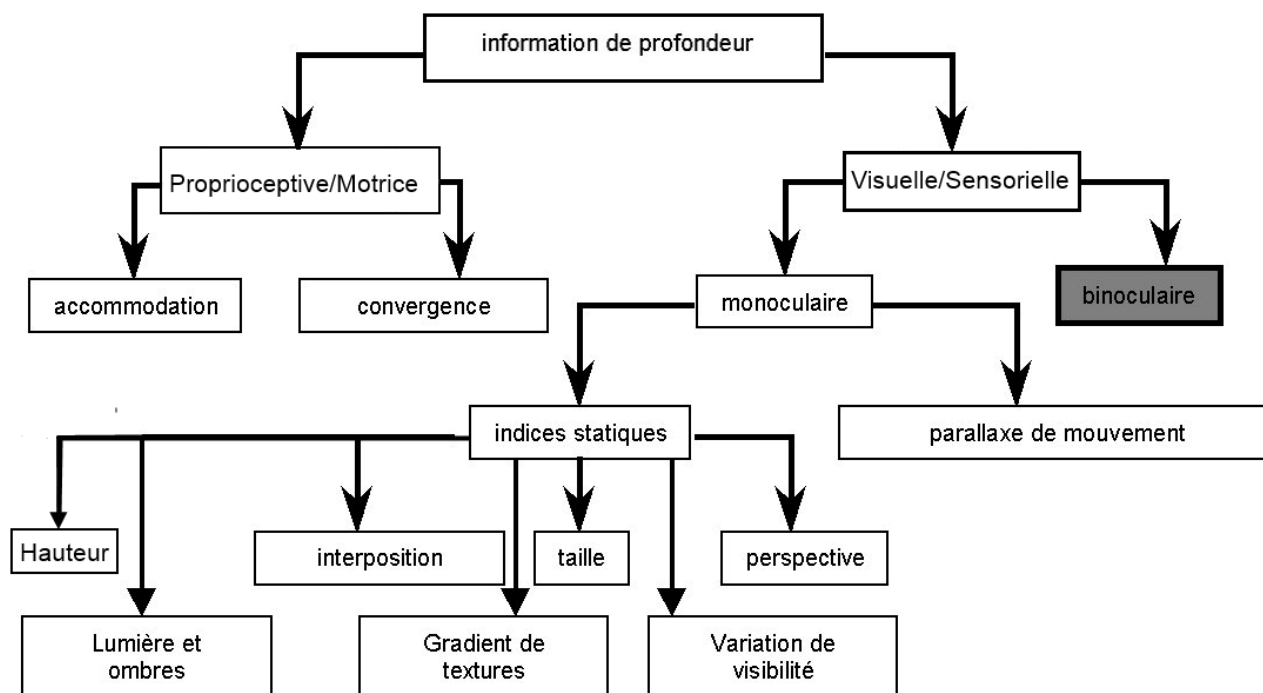 information de profondeur
Proprioceptive/Motrice
Visuelle/Sensorielle
accommodation
convergence
monoculaire
binoculaire
indices statiques
parallaxe de mouvement
Hauteur
interposition
taille
perspective
Lumière et
ombres
Gradient de
textures
Variation de
visibilité